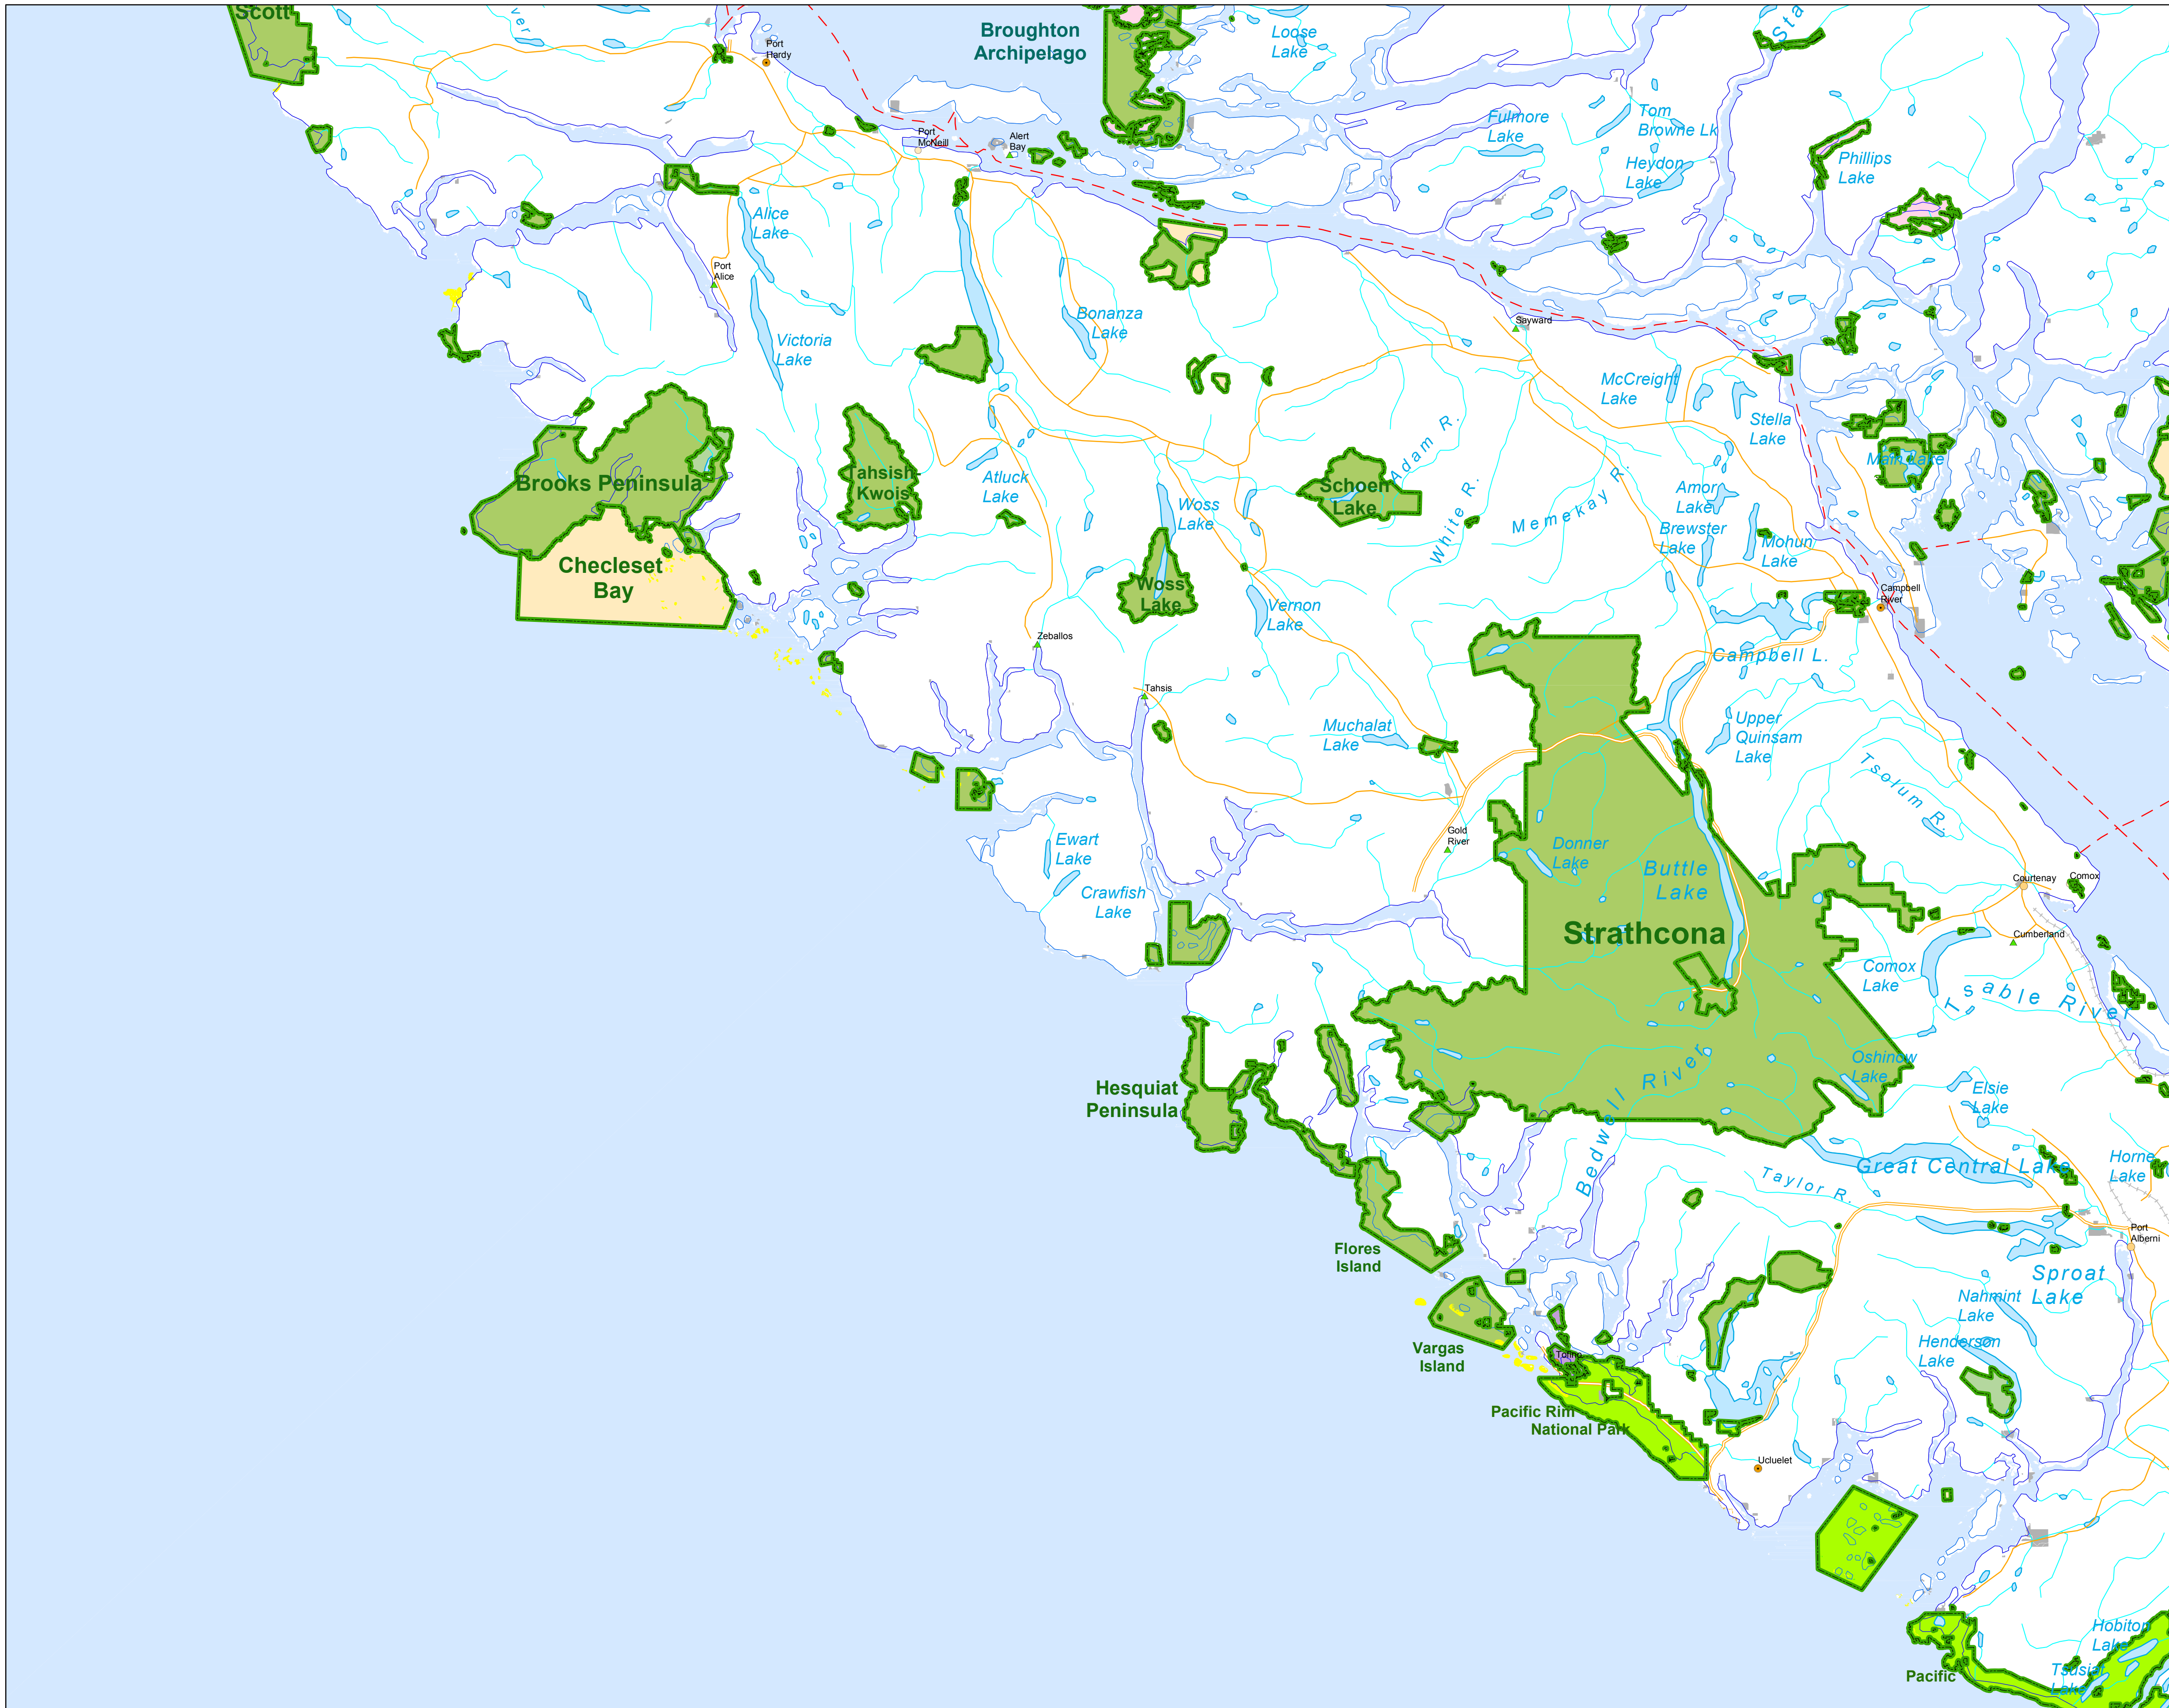 Scott
ver
Port
Hardy
Broughton
Archipelago
Loose
Lake
Sta
Port
McNeill
Alert
Bay
Fulmore
Lake
Tom
Browne Lk
Heydon
Lake
Phillips
Lake
Alice
Lake
Port
Alice
Victoria
Lake
Bonanza
Lake
Sayward
McCreight
Lake
Stella
Lake
Main Lake
Brooks Peninsula
Tahsish-
Kwois
Atluck
Lake
Woss
Lake
Schoen
Lake
Adam R.
White R.
Memekay R.
Amor
Lake
Brewster
Lake
Mohun
Lake
Checleset
Bay
Woss
Lake
Vernon
Lake
Campbell
River
Zeballos
Campbell L.
Tahsis
Muchalat
Lake
Upper
Quinsam
Lake
Tsolum R.
Ewart
Lake
Crawfish
Lake
Gold
River
Donner
Lake
Buttle
Lake
Courtenay
Comox
Strathcona
Cumberland
Comox
Lake
Tsable River
Hesquiat
Peninsula
Bedwell River
Oshinow
Lake
Elsie
Lake
Great Central Lake
Horne
Lake
Taylor R.
Flores
Island
Port
Alberni
Sproat
Lake
Nahmint
Lake
Henderson
Lake
Vargas
Island
Tofino
Pacific Rim
National Park
Ucluelet
Hobiton
Lake
Pacific
Tsusiat
Lake